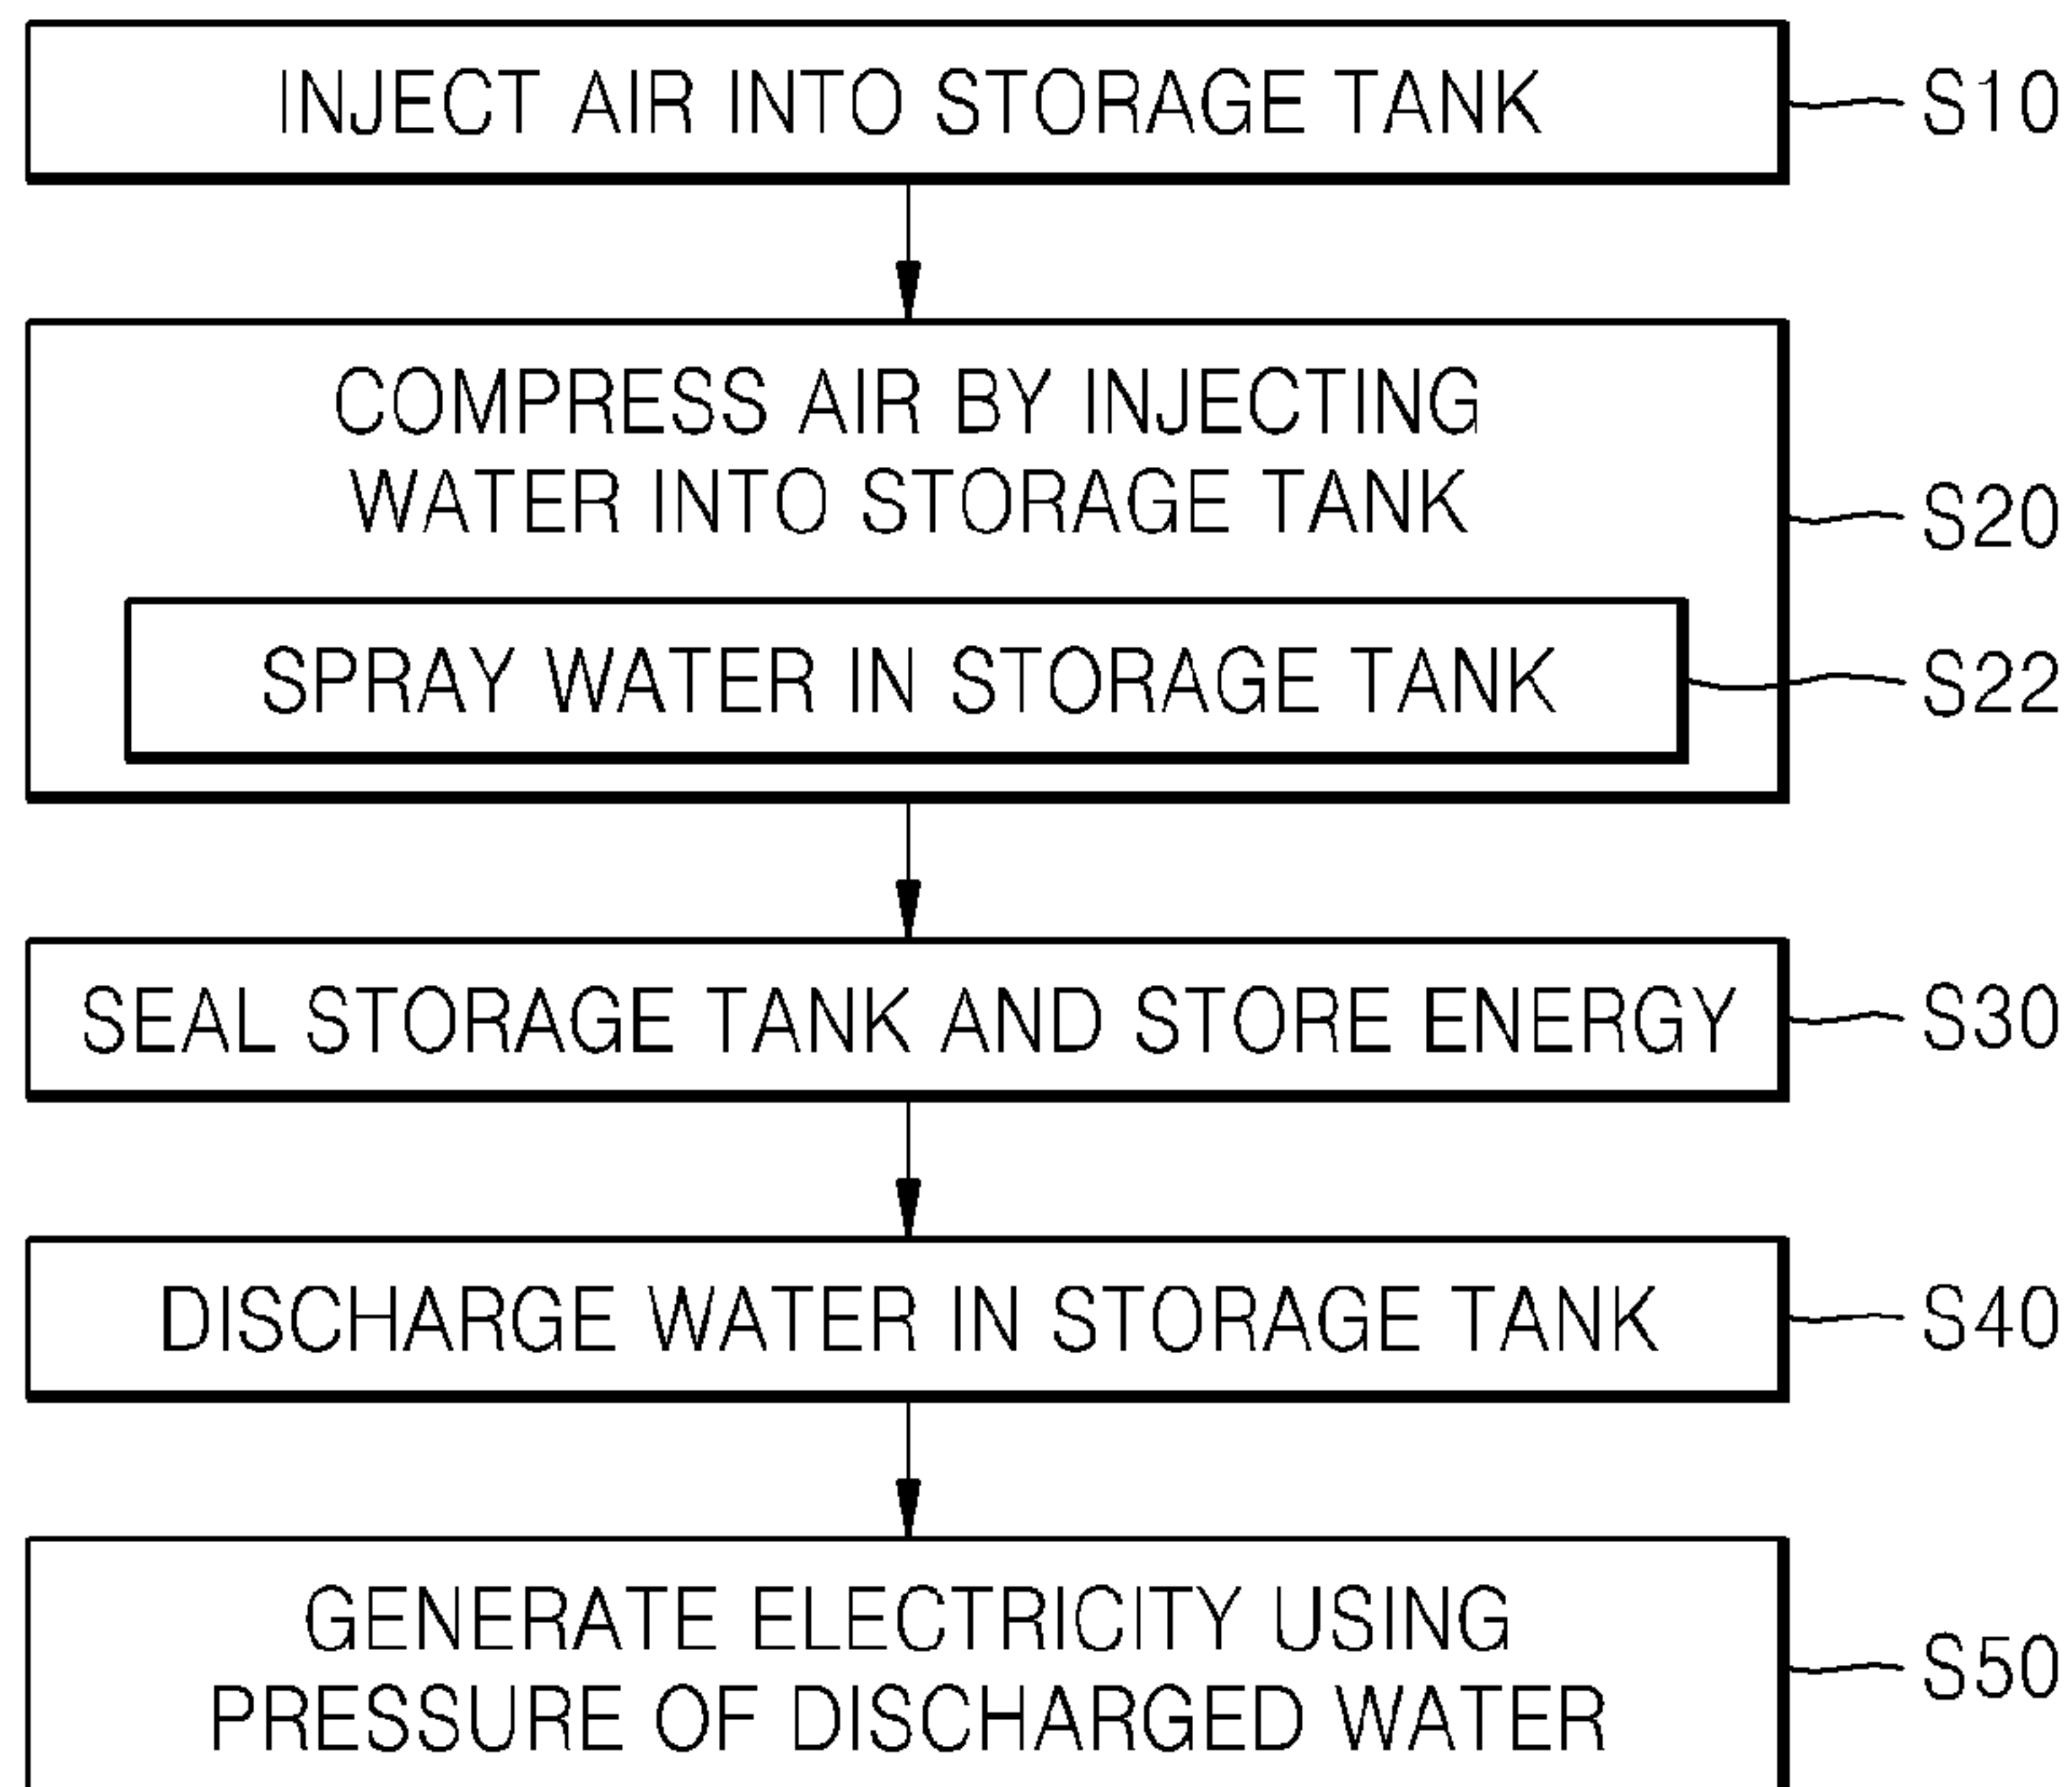 INJECT AIR INTO STORAGE TANK
S10
COMPRESS AIR BY INJECTING
WATER INTO STORAGE TANK
S20
SPRAY WATER IN STORAGE TANK
S22
SEAL STORAGE TANK AND STORE ENERGY
S30
DISCHARGE WATER IN STORAGE TANK
S40
GENERATE ELECTRICITY USING
PRESSURE OF DISCHARGED WATER
S50